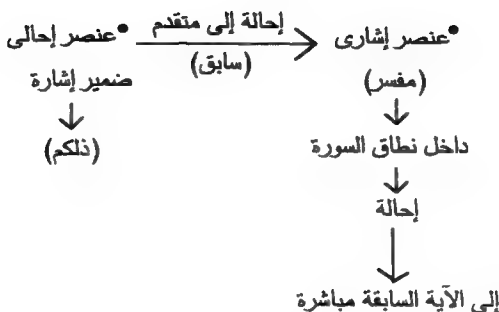 •عنصر إشارى
إحالة إلى متقدم
•عنصر إحالى
(سابق)
(مفسر)
ضمير إشارة
داخل نطاق السورة
(ذلكم)
إحالة
إلى الآية السابقة مباشرة